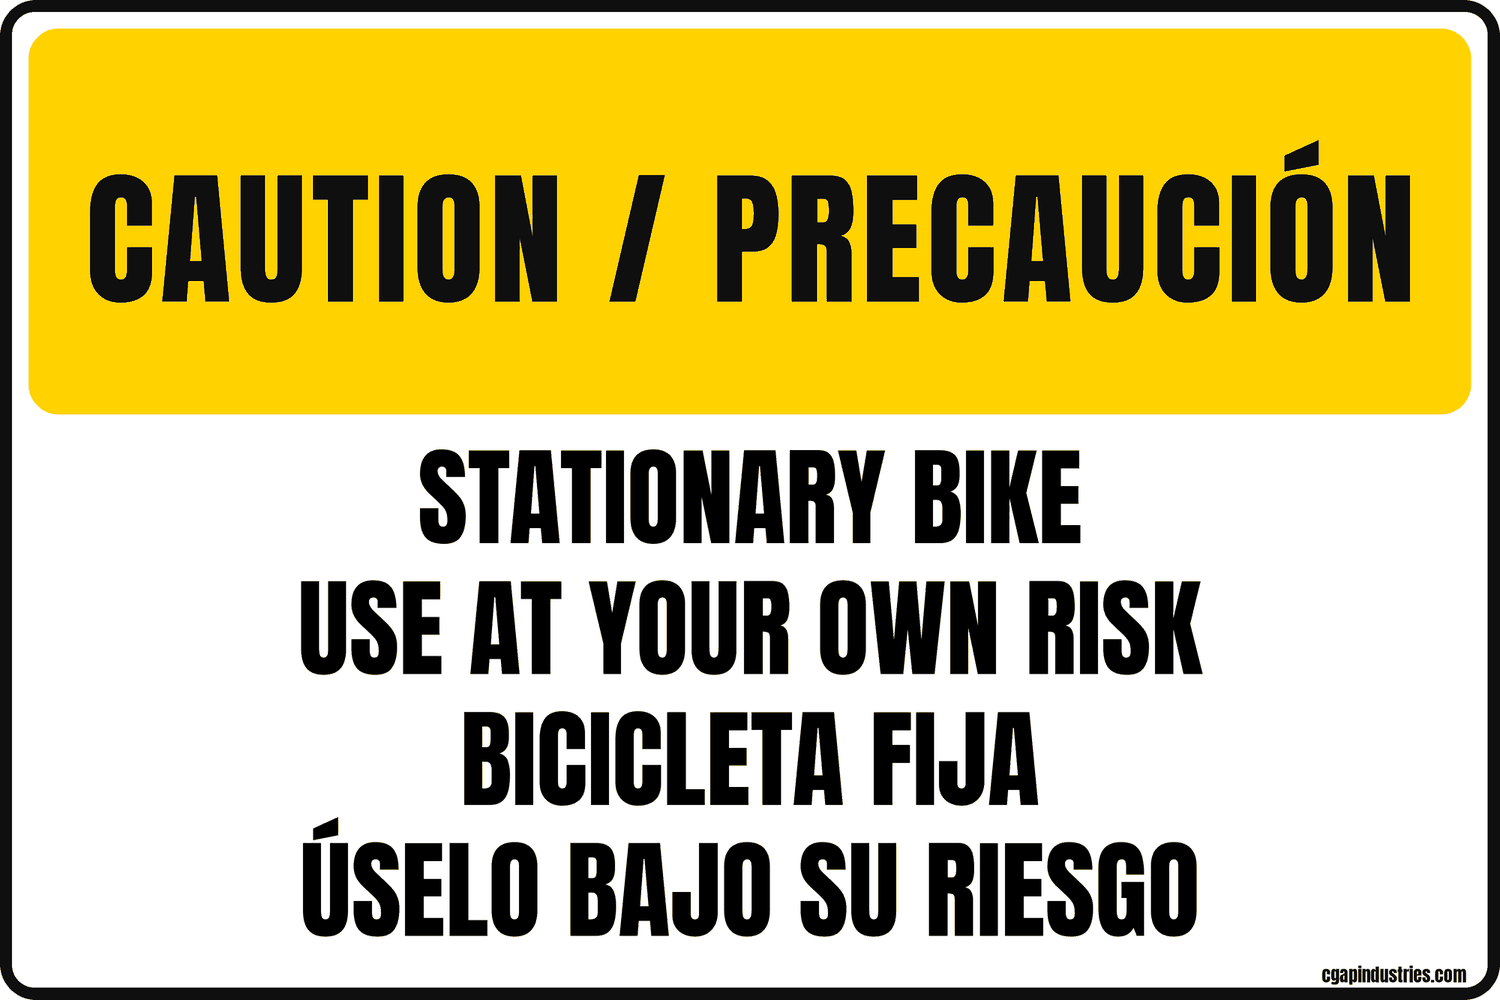 CAUTION / PRECAUCIÓN
STATIONARY BIKE
USE AT YOUR OWN RISK
BICICLETA FIJA
ÚSELO BAJO SU RIESGO
cgapindustries.com